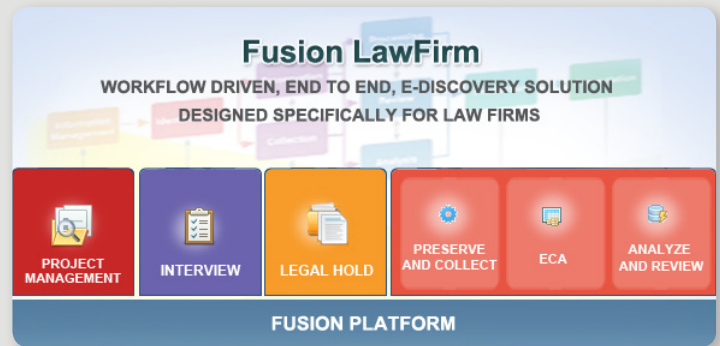 Fusion LawFirm
WORKFLOW DRIVEN, END TO END, E-DISCOVERY SOLUTION
DESIGNED SPECIFICALLY FOR LAW FIRMS
PROJECT
MANAGEMENT
INTERVIEW
LEGAL HOLD
PRESERVE
AND COLLECT
ECA
ANALYZE
AND REVIEW
FUSION PLATFORM